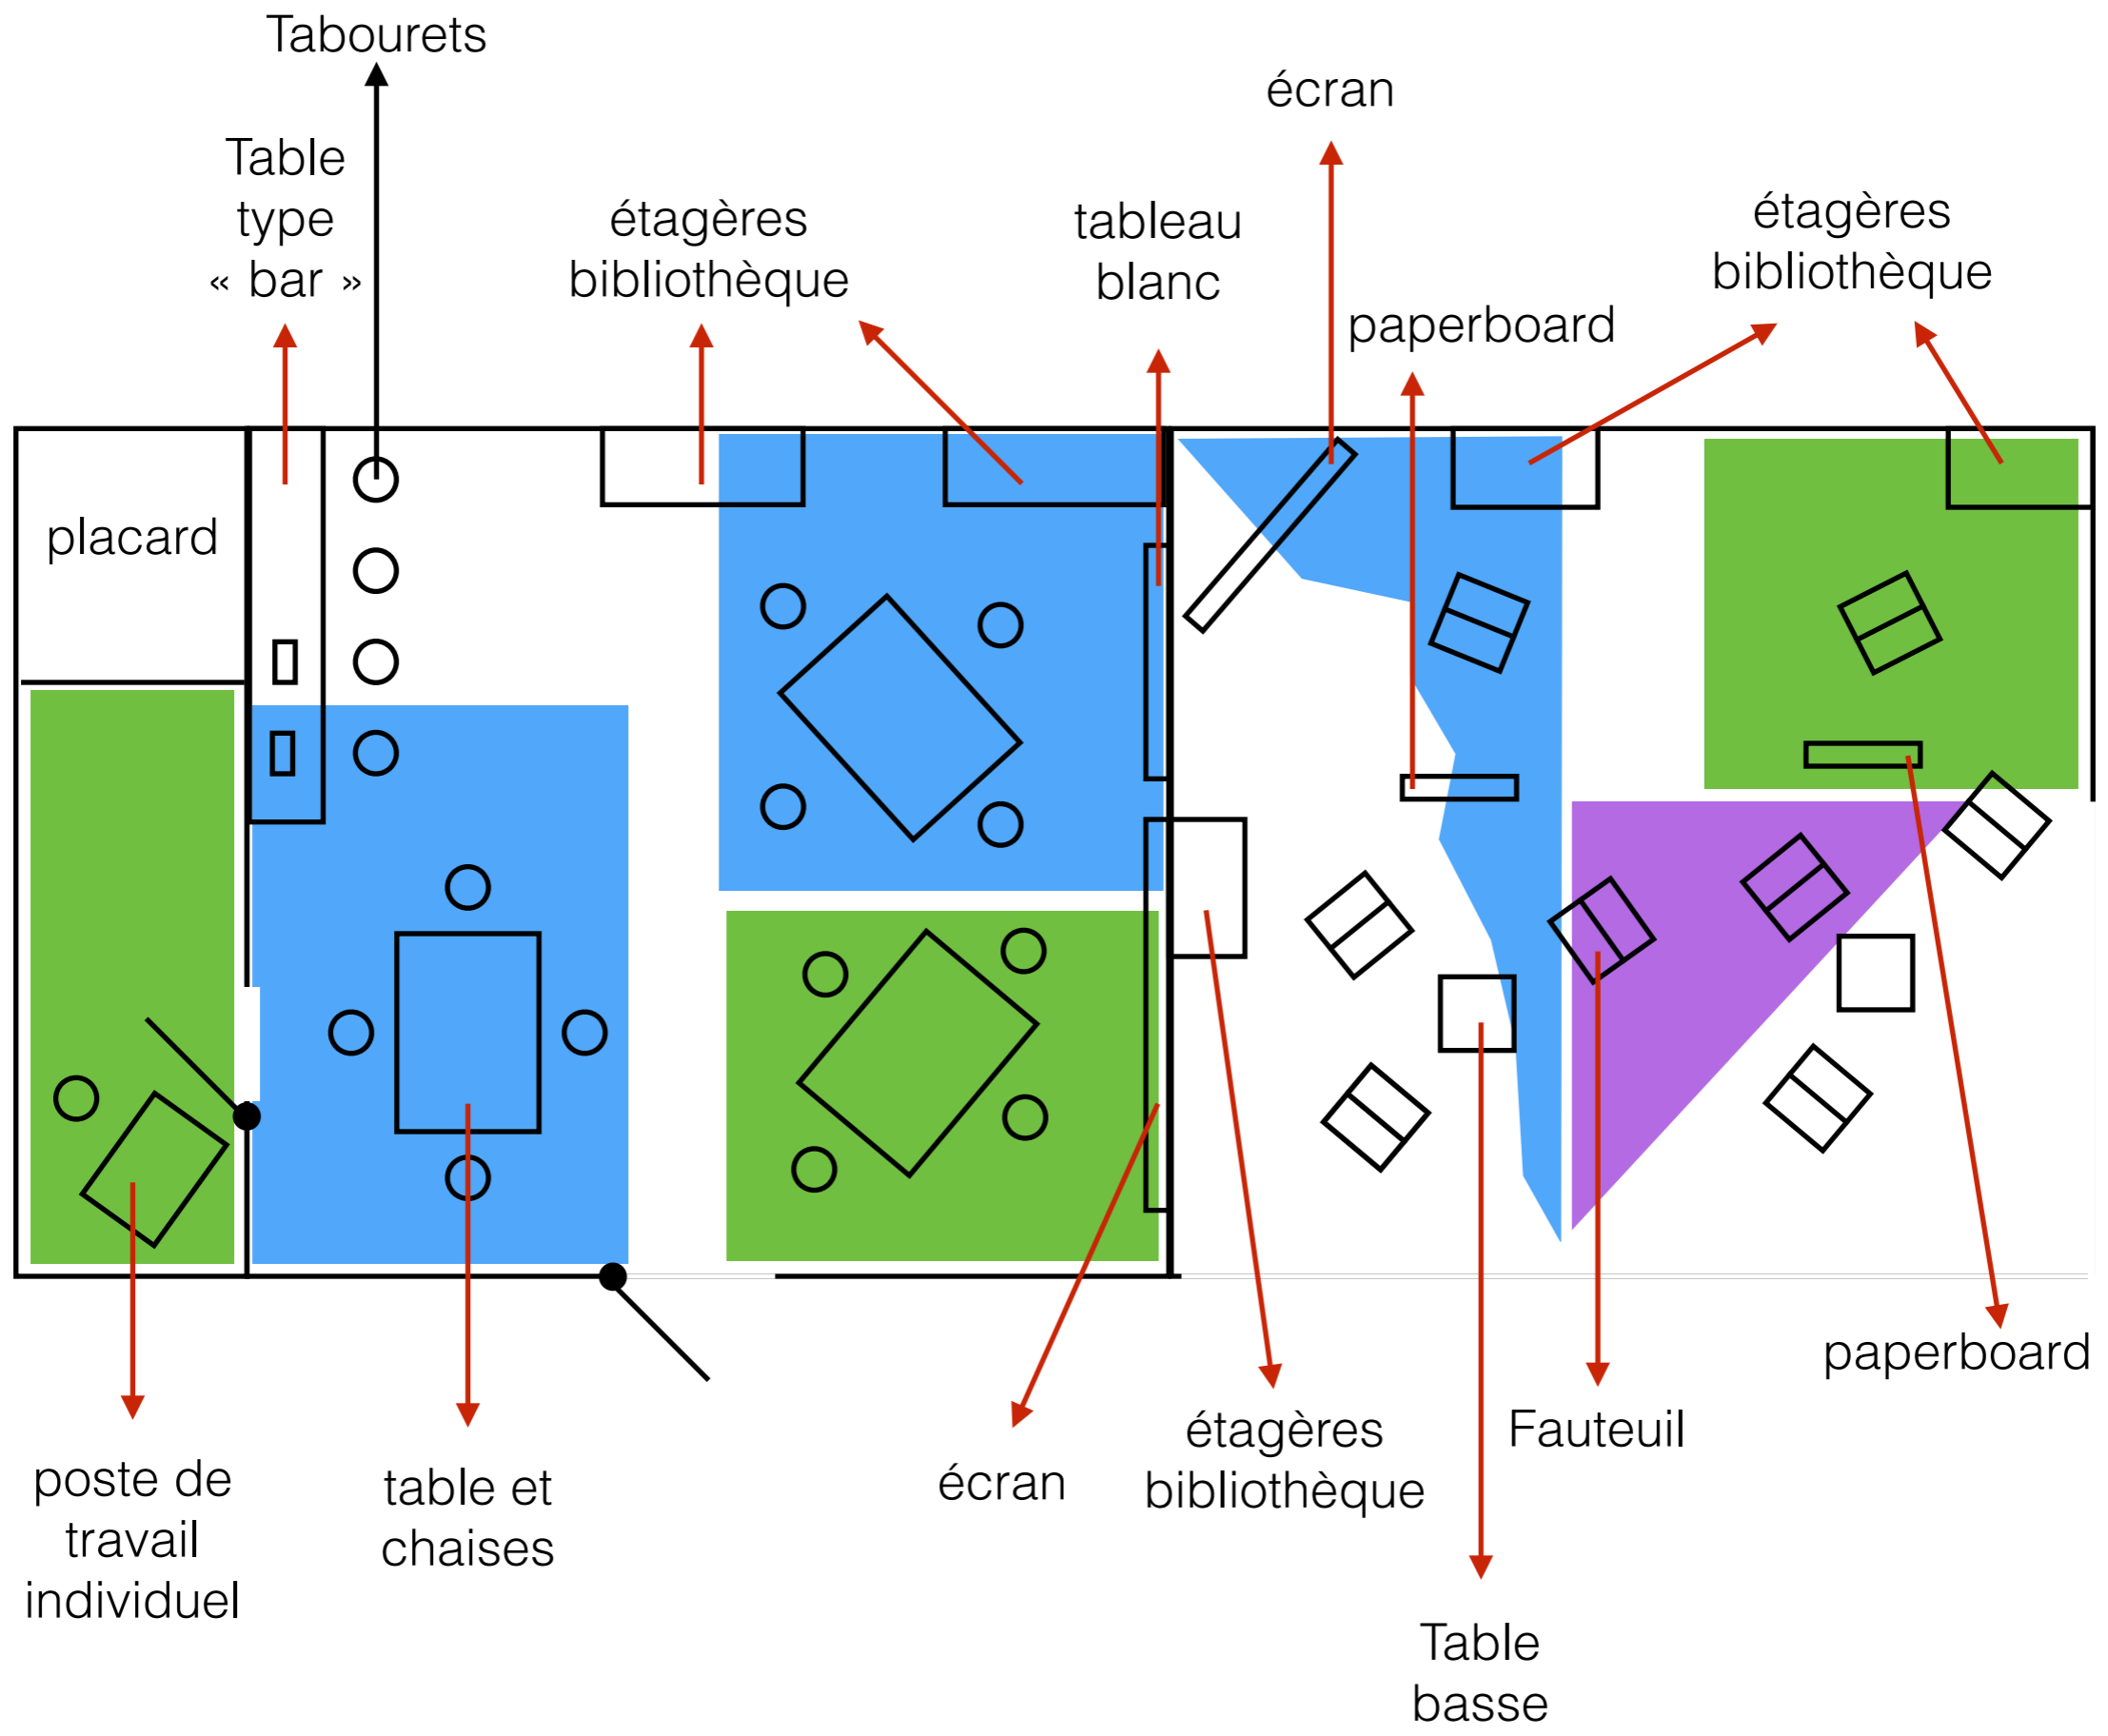 Tabourets
écran
Table
type
« bar »
étagères
bibliothèque
tableau
blanc
paperboard
étagères
bibliothèque
placard
paperboard
poste de
travail
individuel
table et
chaises
écran
étagères
bibliothèque
Fauteuil
Table
basse